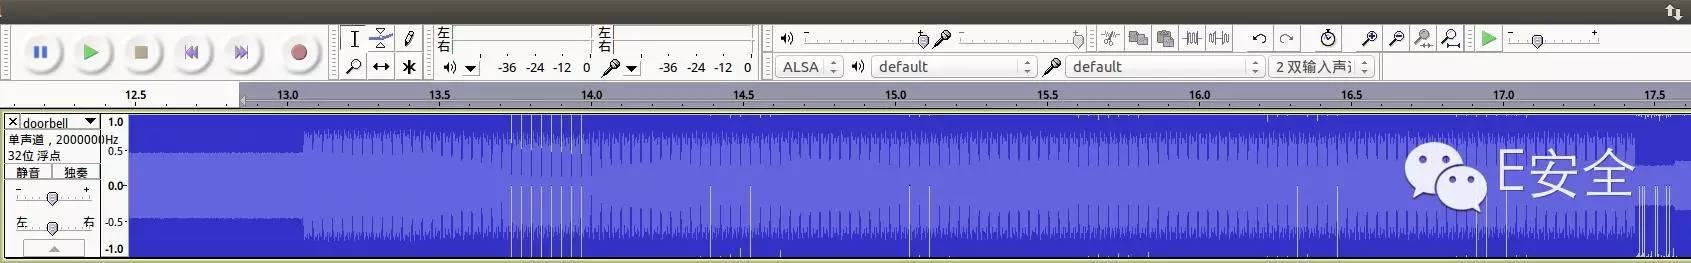 左
右
-36 -24 -12 0
左
右
-36 -24 -12 0
ALSA
default
default
2 双输入声道
12.5 13.0 13.5 14.0 14.5 15.0 15.5 16.0 16.5 17.0 17.5
doorbell
单声道，2000000Hz
32位 浮点
静音 独奏
- +
左 右
1.0
0.5
0.0
-0.5
-1.0
E安全